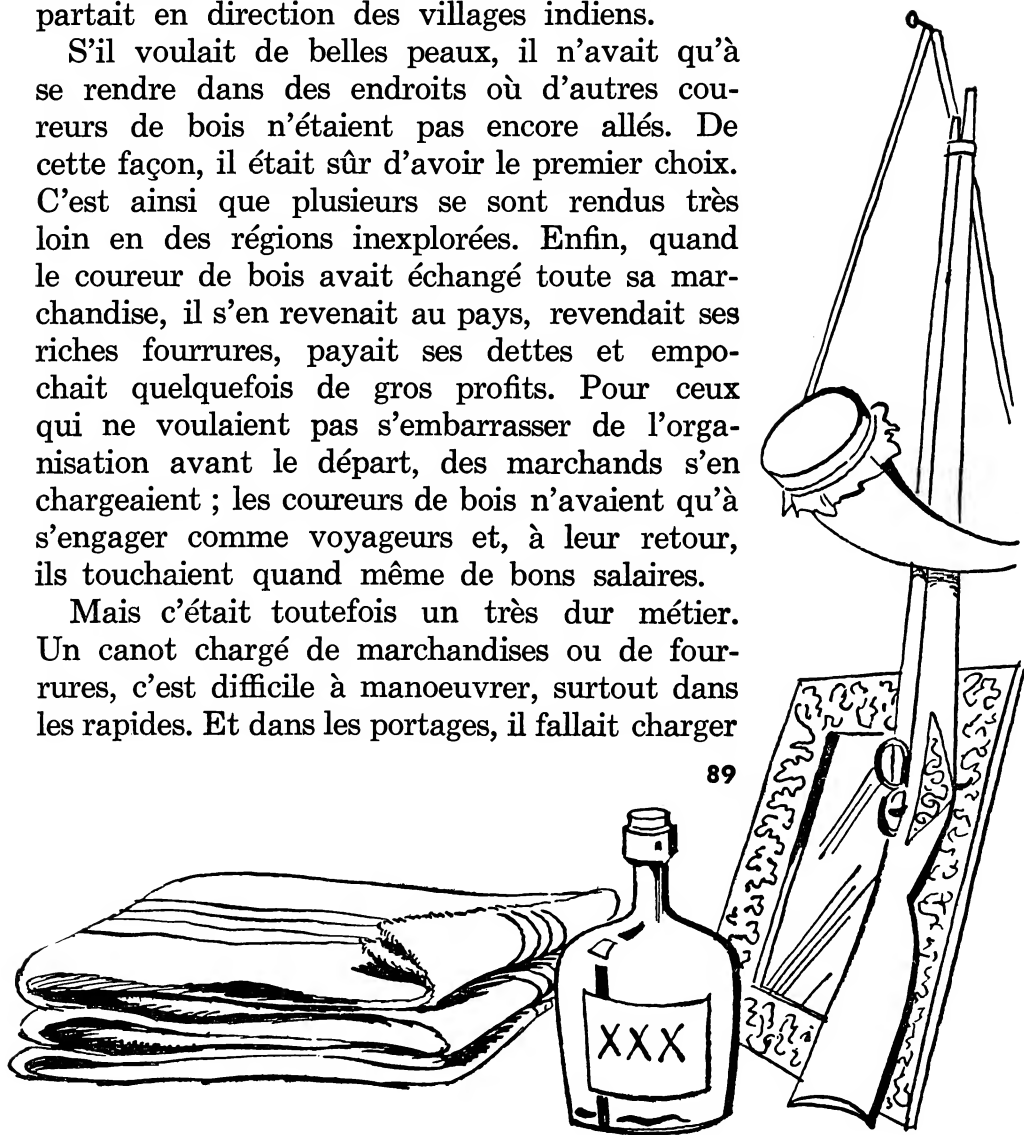 partait en direction des villages indiens.
S’il voulait de belles peaux, il n’avait qu’à
se rendre dans des endroits où d’autres cou-
reurs de bois n’étaient pas encore allés. De
cette façon, il était sûr d’avoir le premier choix.
C’est ainsi que plusieurs se sont rendus très
loin en des régions inexplorées. Enfin, quand
le coureur de bois avait échangé toute sa mar-
chandise, il s’en revenait au pays, revendait ses
riches fourrures, payait ses dettes et empo-
chait quelquefois de gros profits. Pour ceux
qui ne voulaient pas s’embarrasser de l’orga-
nisation avant le départ, des marchands s’en
chargeaient ; les coureurs de bois n’avaient qu’à
s’engager comme voyageurs et, à leur retour,
ils touchaient quand même de bons salaires.
Mais c’était toutefois un très dur métier.
Un canot chargé de marchandises ou de four-
rures, c’est difficile à manoeuvrer, surtout dans
les rapides. Et dans les portages, il fallait charger
89
XXX